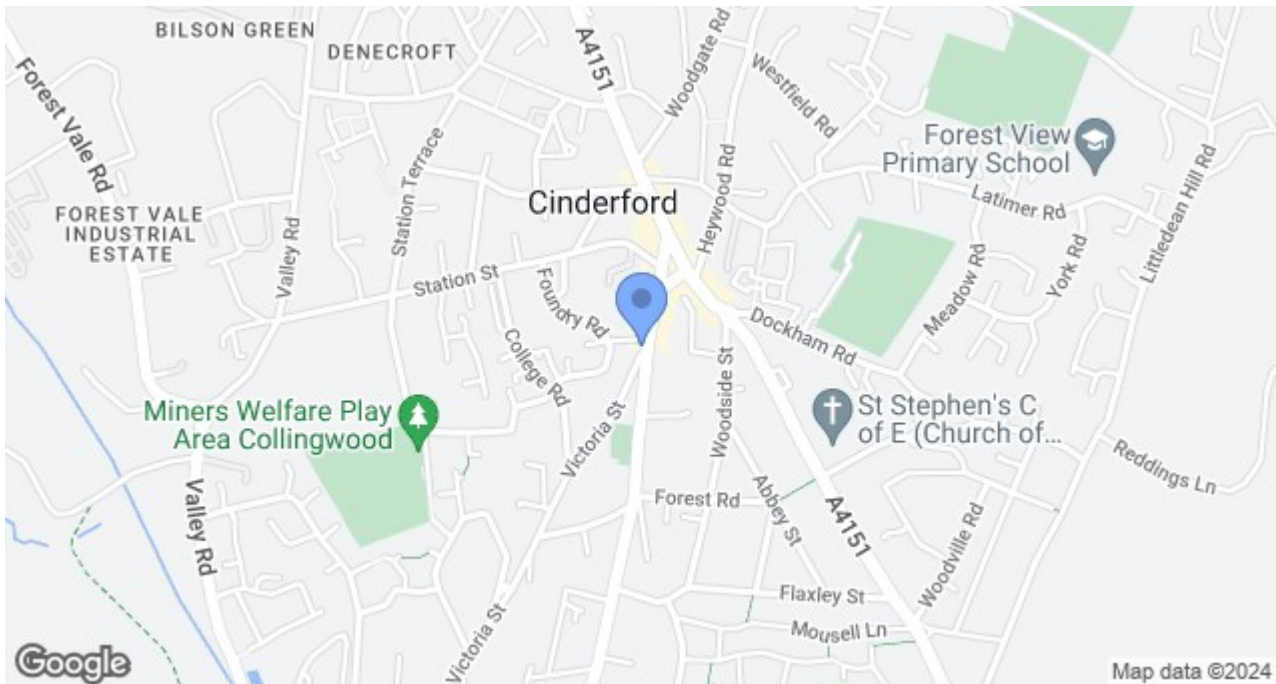 BILSON GREEN
DENECROFT
A4151
Woodgate Rd
Westfield Rd
Forest Vale Rd
Station Terrace
Forest View
Primary School
Heywood Rd
Latimer Rd
Littledean Hill Rd
Cinderford
FOREST VALE
INDUSTRIAL
ESTATE
Valley Rd
Station St
Foundry Rd
Meadow Rd
York Rd
Dockham Rd
College Rd
Woodside St
Miners Welfare Play
Area Collingwood
St Stephen's C
of E (Church of...
Victoria St
Reddings Ln
Valley Rd
Forest Rd
Abbey St
A4151
Woodville Rd
Flaxley St
Victoria St
Mousell Ln
Google
Map data ©2024